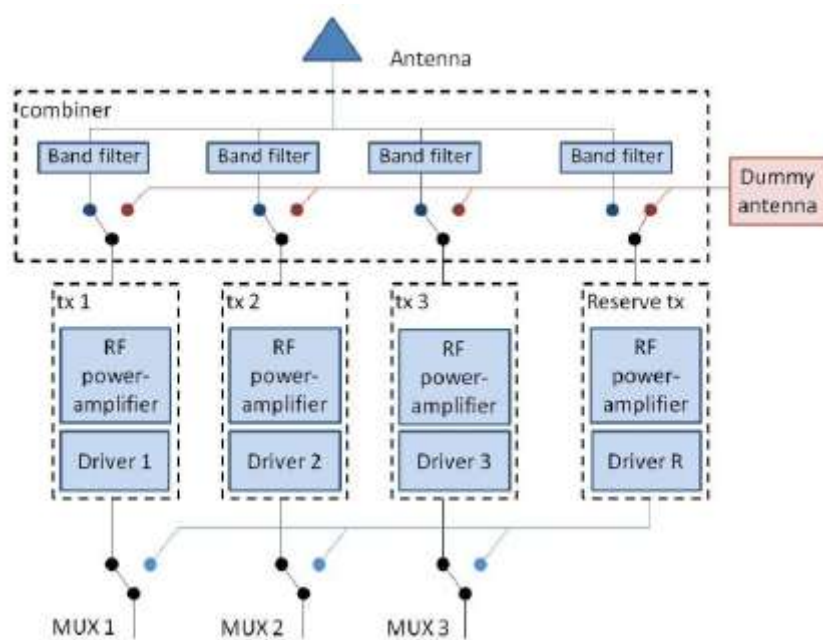 Antenna
combiner
Band filter Band filter Band filter Band filter
Dummy
antenna
tx 1 tx 2 tx 3 Reserve tx
RF RF RF RF
power- power- power- power-
amplifier amplifier amplifier amplifier
Driver 1 Driver 2 Driver 3 Driver R
MUX 1 MUX 2 MUX 3